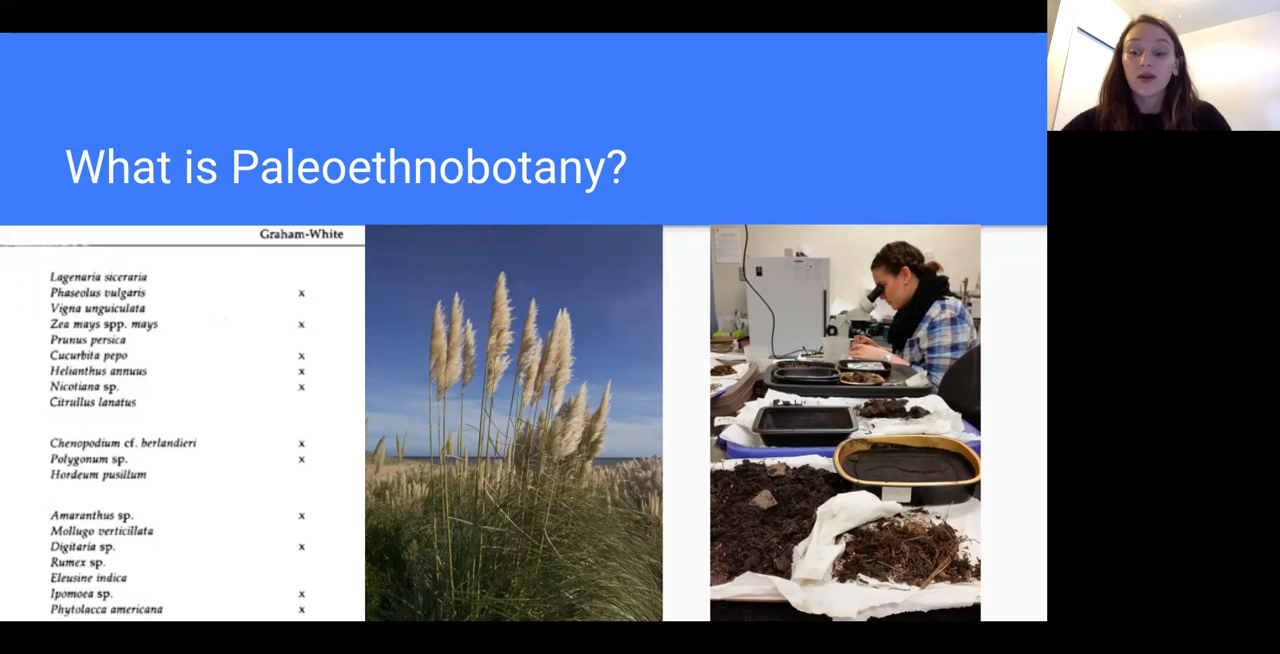 What is Paleoethnobotany?
Graham-White
Lagenaria siceraria
Phaseolus vulgaris x
Vigna unguiculata
Zea mays spp. mays x
Prunus persica
Cucurbita pepo x
Helianthus annuus x
Nicotiana sp. x
Citrullus lanatus
Chenopodium cf. berlandieri x
Polygonum sp. x
Hordeum pusillum
Amaranthus sp. x
Mollugo verticillata
Digitaria sp. x
Rumex sp.
Eleusine indica
Ipomoea sp. x
Phytolacca americana x